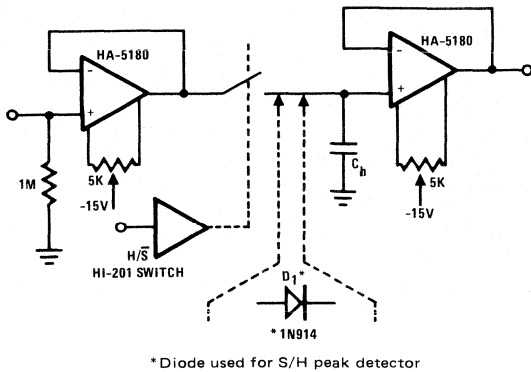 HA-5180
HA-5180
-
+
-
+
1M
5K
-15V
H/S̅
HI-201 SWITCH
Ch
5K
-15V
D1*
*1N914
*Diode used for S/H peak detector